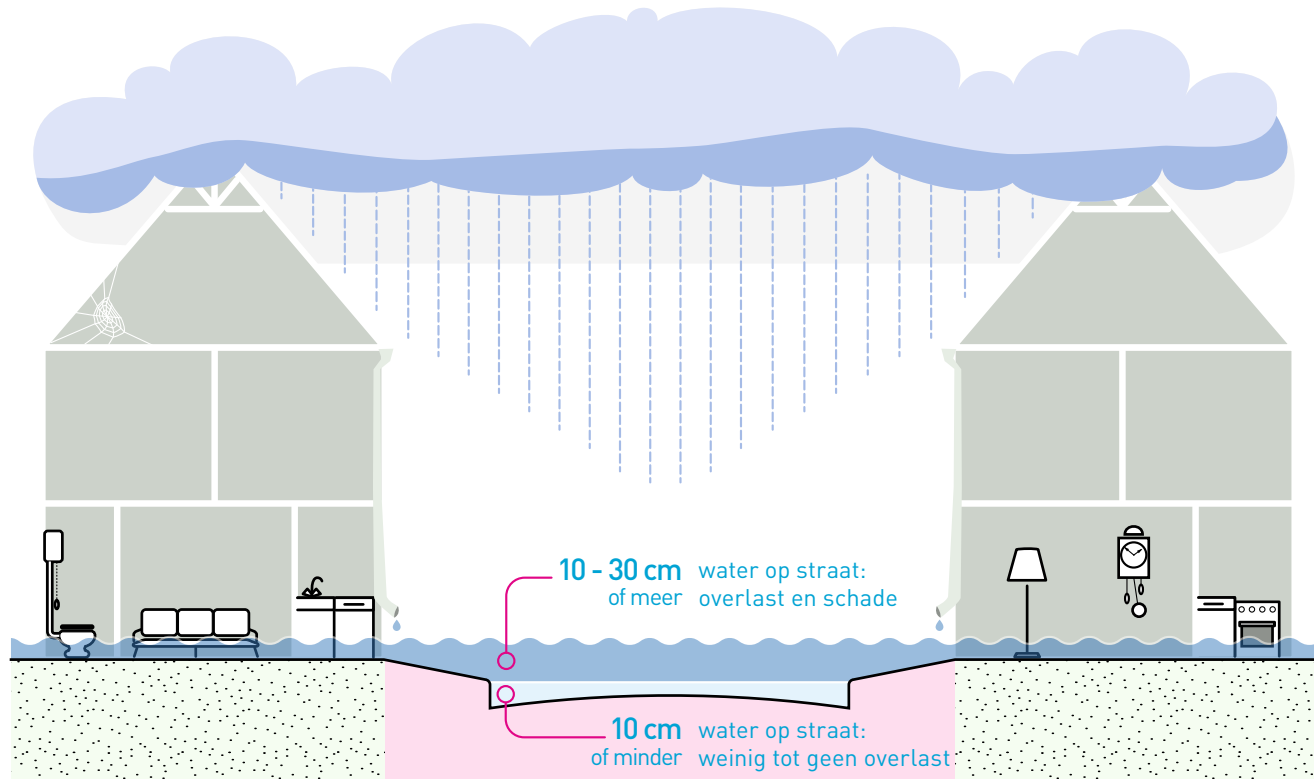 10 - 30 cm water op straat:
of meer overlast en schade
10 cm water op straat:
of minder weinig tot geen overlast